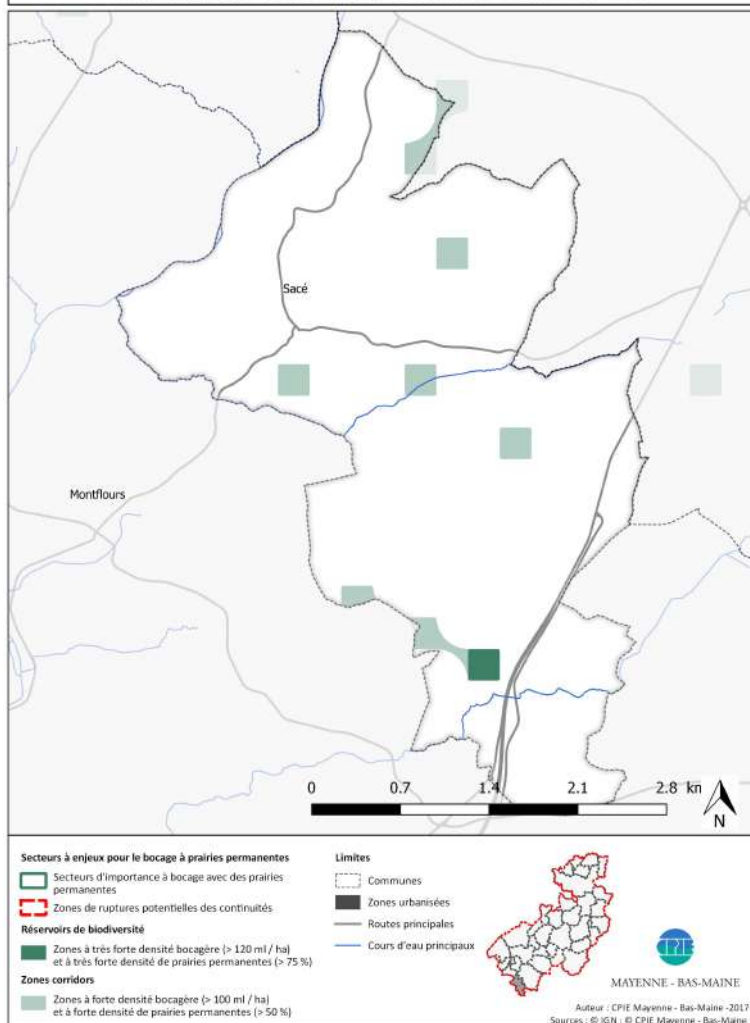 Sacé
Montflours
0 0.7 1.4 2.1 2.8 km
N
Secteurs à enjeux pour le bocage à prairies permanentes
Secteurs d'importance à bocage avec des prairies
permanentes
Zones de ruptures potentielles des continuités
Réservoirs de biodiversité
Zones à très forte densité bocagère (> 120 ml / ha)
et à très forte densité de prairies permanentes (> 75 %)
Zones corridors
Zones à forte densité bocagère (> 100 ml / ha)
et à forte densité de prairies permanentes (> 50 %)
Limites
Communes
Zones urbanisées
Routes principales
Cours d'eau principaux
CPIE
MAYENNE - BAS-MAINE
Auteur : CPIE Mayenne - Bas-Maine -2017
Sources : © IGN ; © CPIE Mayenne - Bas-Maine